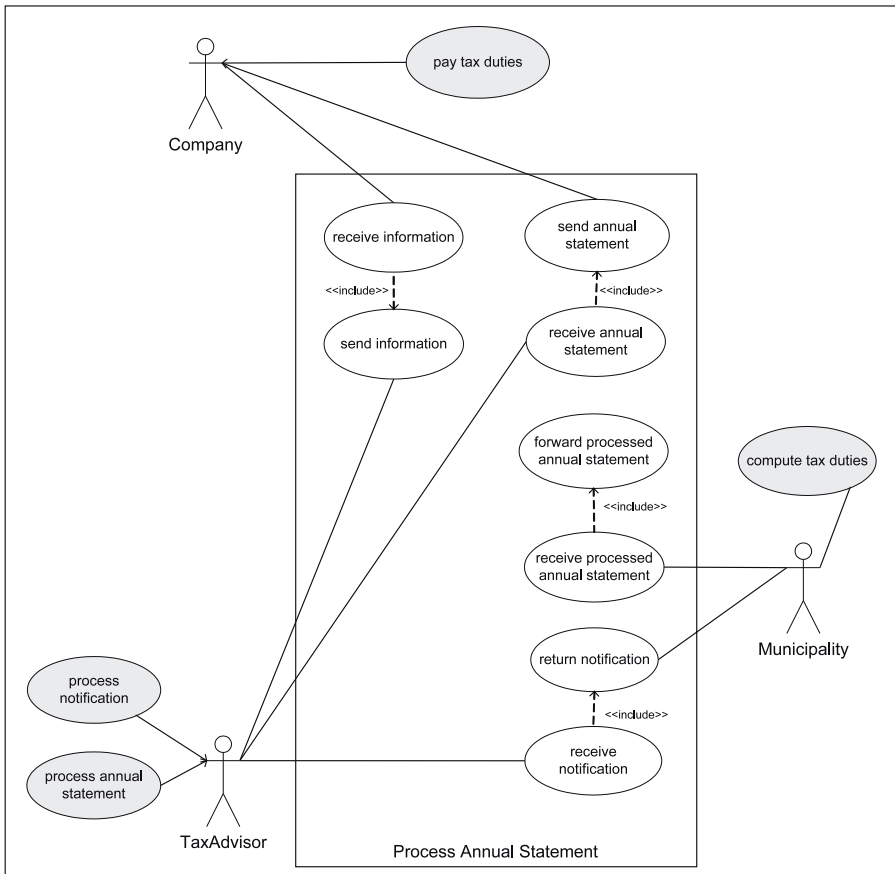 pay tax duties
Company
receive information
send annual
statement
<<include>>
<<include>>
send information
receive annual
statement
forward processed
annual statement
compute tax duties
<<include>>
receive processed
annual statement
Municipality
return notification
process
notification
<<include>>
receive
notification
process annual
statement
TaxAdvisor
Process Annual Statement